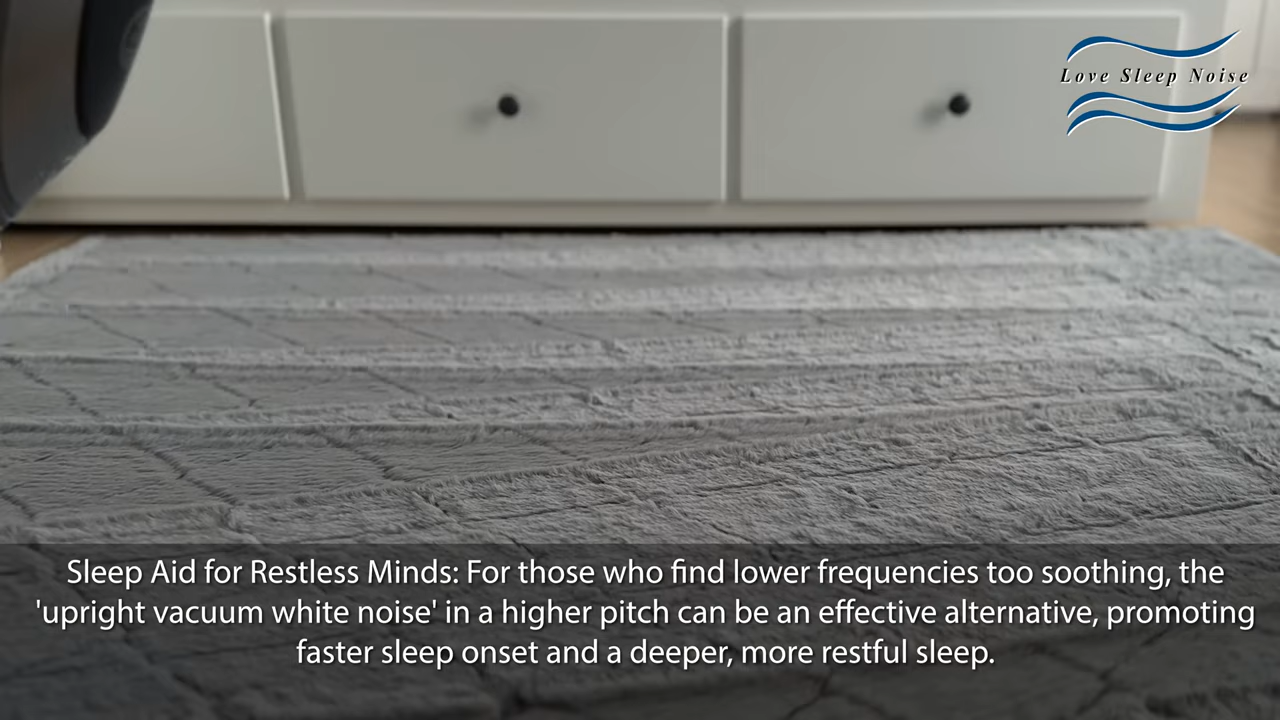 Love Sleep Noise
Sleep Aid for Restless Minds: For those who find lower frequencies too soothing, the
'upright vacuum white noise' in a higher pitch can be an effective alternative, promoting
faster sleep onset and a deeper, more restful sleep.